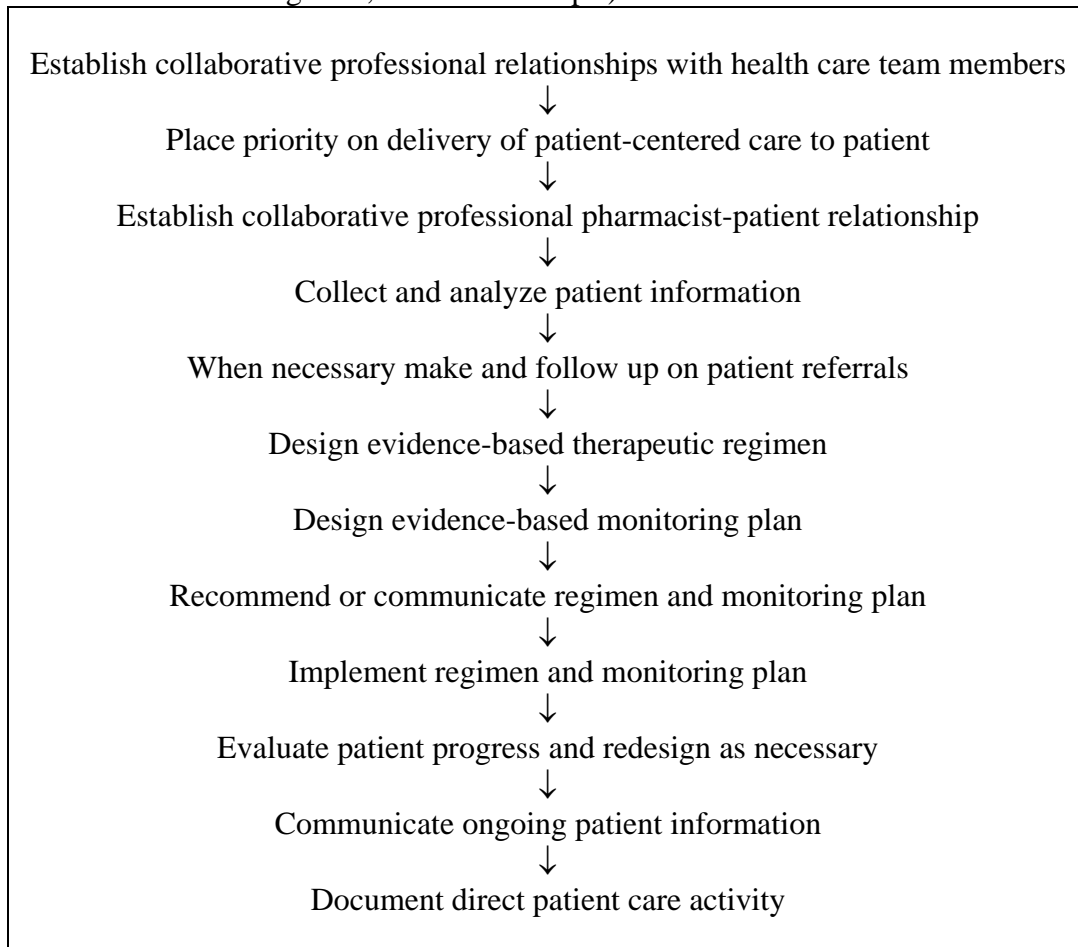 Establish collaborative professional relationships with health care team members
↓
Place priority on delivery of patient-centered care to patient
↓
Establish collaborative professional pharmacist-patient relationship
↓
Collect and analyze patient information
↓
When necessary make and follow up on patient referrals
↓
Design evidence-based therapeutic regimen
↓
Design evidence-based monitoring plan
↓
Recommend or communicate regimen and monitoring plan
↓
Implement regimen and monitoring plan
↓
Evaluate patient progress and redesign as necessary
↓
Communicate ongoing patient information
↓
Document direct patient care activity